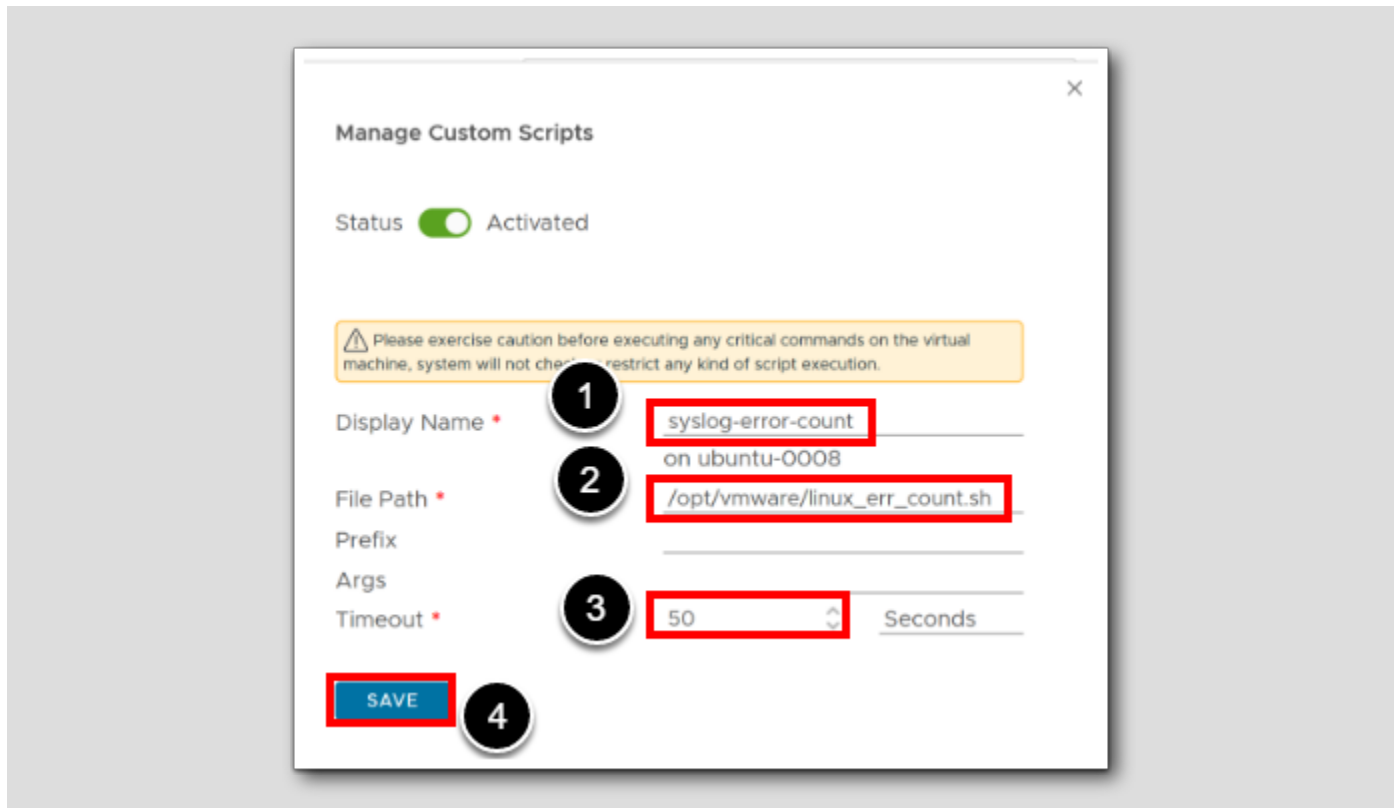 ×
Manage Custom Scripts
Status Activated
Please exercise caution before executing any critical commands on the virtual
machine, system will not restrict any kind of script execution.
1
Display Name * syslog-error-count
on ubuntu-0008
2
File Path * /opt/vmware/linux_err_count.sh
Prefix
Args
Timeout * 3 50 Seconds
SAVE
4